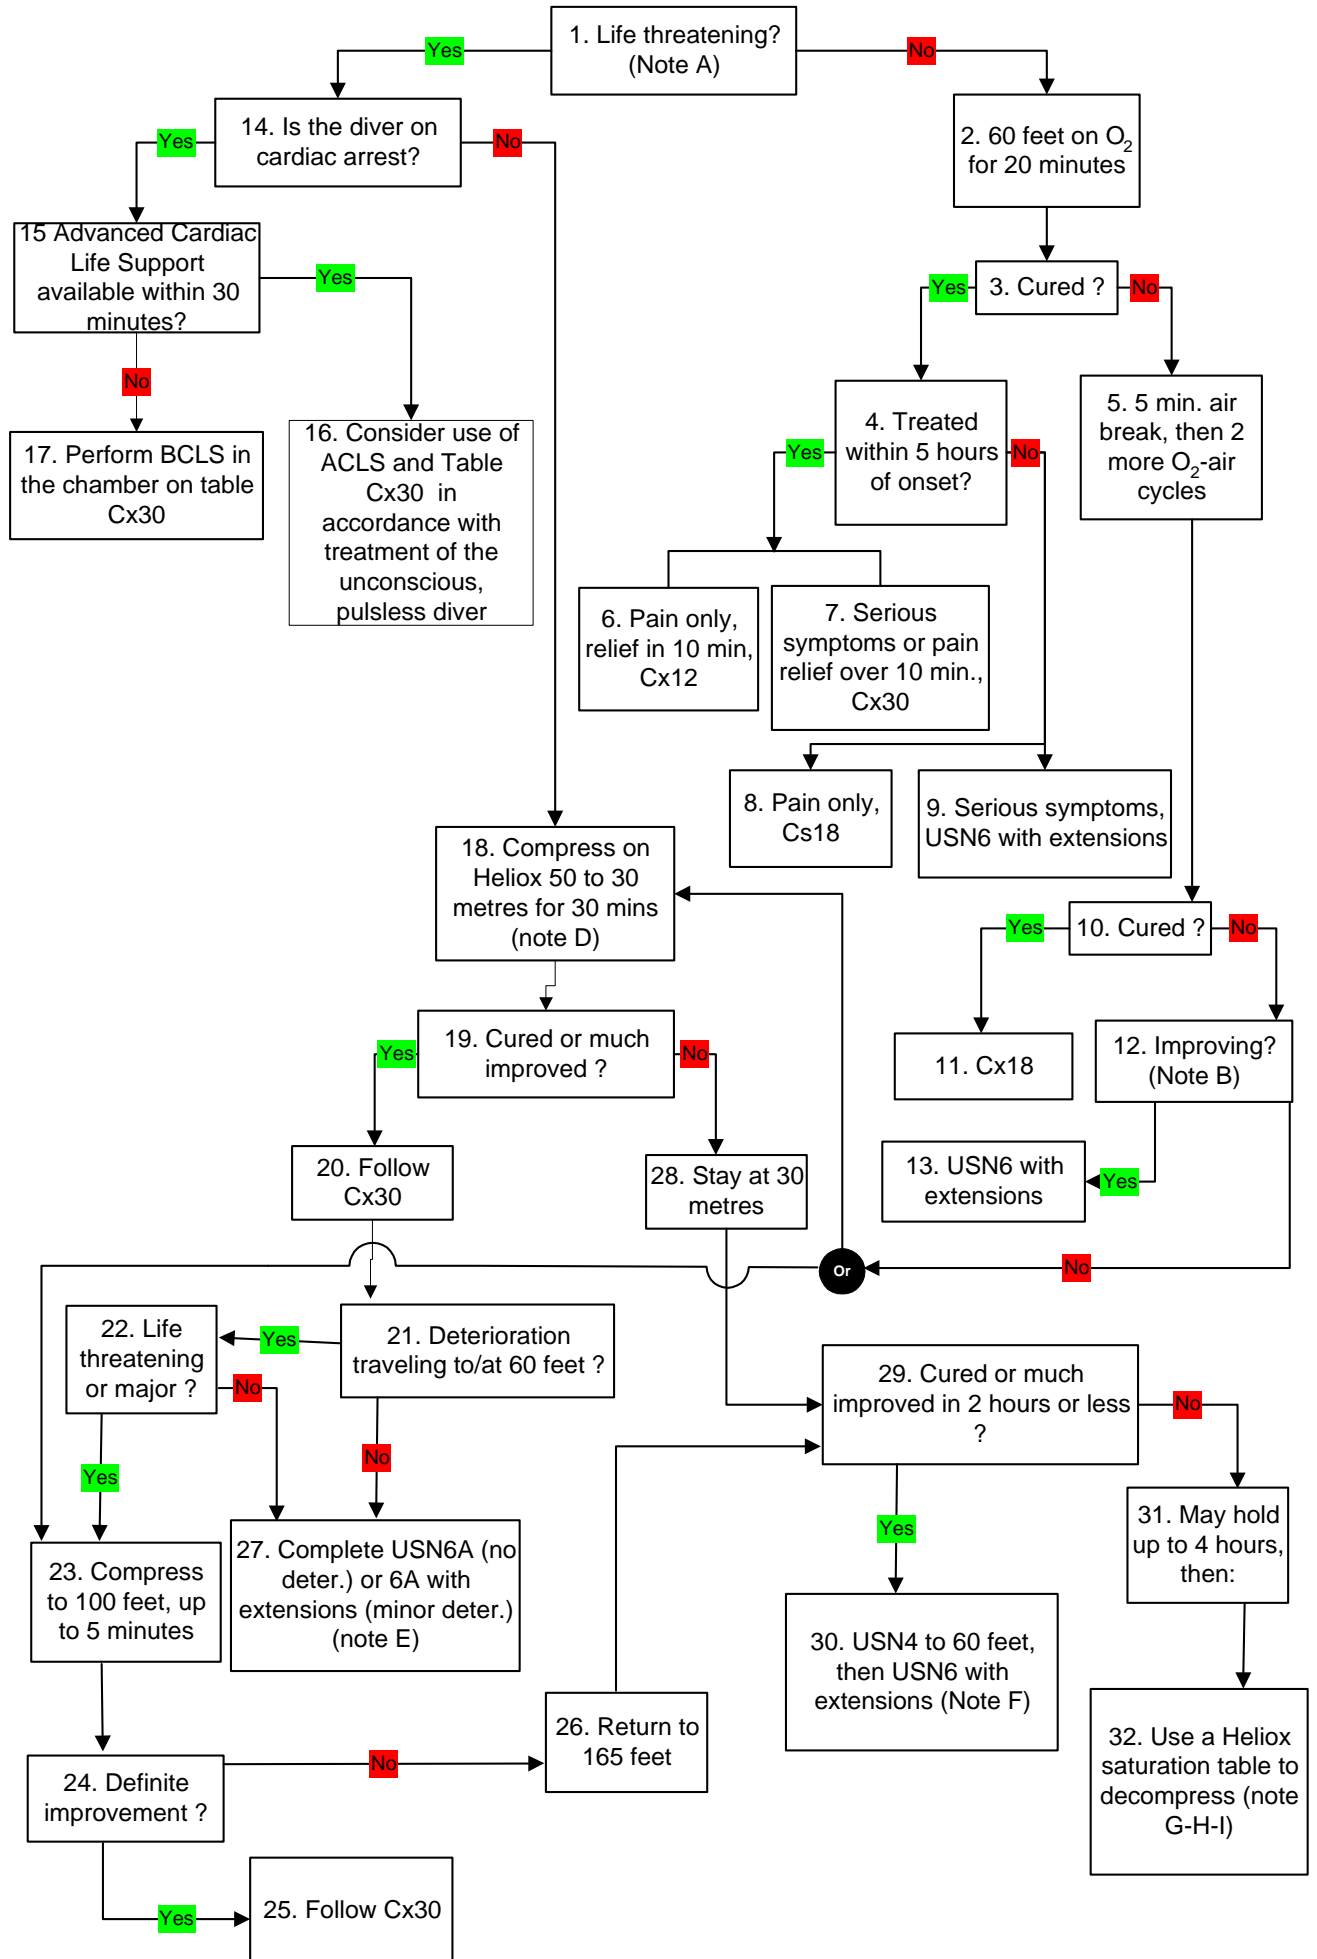 1. Life threatening?
(Note A)
Yes
No
14. Is the diver on
cardiac arrest?
Yes
No
2. 60 feet on O2
for 20 minutes
15 Advanced Cardiac
Life Support
available within 30
minutes?
Yes
No
3. Cured ?
Yes
No
4. Treated
within 5 hours
of onset?
Yes
No
5. 5 min. air
break, then 2
more O2-air
cycles
17. Perform BCLS in
the chamber on table
Cx30
16. Consider use of
ACLS and Table
Cx30 in
accordance with
treatment of the
unconscious,
pulsless diver
6. Pain only,
relief in 10 min,
Cx12
7. Serious
symptoms or pain
relief over 10 min.,
Cx30
8. Pain only,
Cs18
9. Serious symptoms,
USN6 with extensions
18. Compress on
Heliox 50 to 30
metres for 30 mins
(note D)
10. Cured ?
Yes
No
19. Cured or much
improved ?
Yes
No
11. Cx18
12. Improving?
(Note B)
20. Follow
Cx30
28. Stay at 30
metres
13. USN6 with
extensions
Yes
No
Or
22. Life
threatening
or major ?
Yes
21. Deterioration
traveling to/at 60 feet ?
No
No
Yes
29. Cured or much
improved in 2 hours or less
?
No
Yes
31. May hold
up to 4 hours,
then:
23. Compress
to 100 feet, up
to 5 minutes
27. Complete USN6A (no
deter.) or 6A with
extensions (minor deter.)
(note E)
30. USN4 to 60 feet,
then USN6 with
extensions (Note F)
26. Return to
165 feet
32. Use a Heliox
saturation table to
decompress (note
G-H-I)
24. Definite
improvement ?
No
Yes
25. Follow Cx30